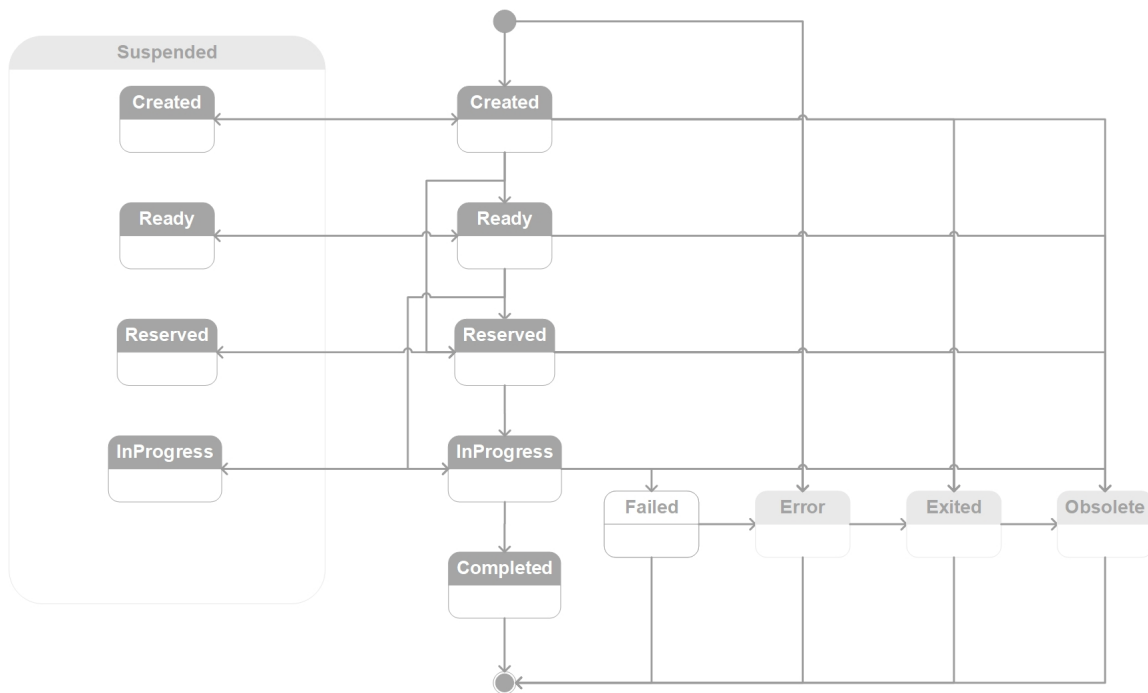 Suspended
Created
Created
Ready
Ready
Reserved
Reserved
InProgress
InProgress
Failed
Error
Exited
Obsolete
Completed